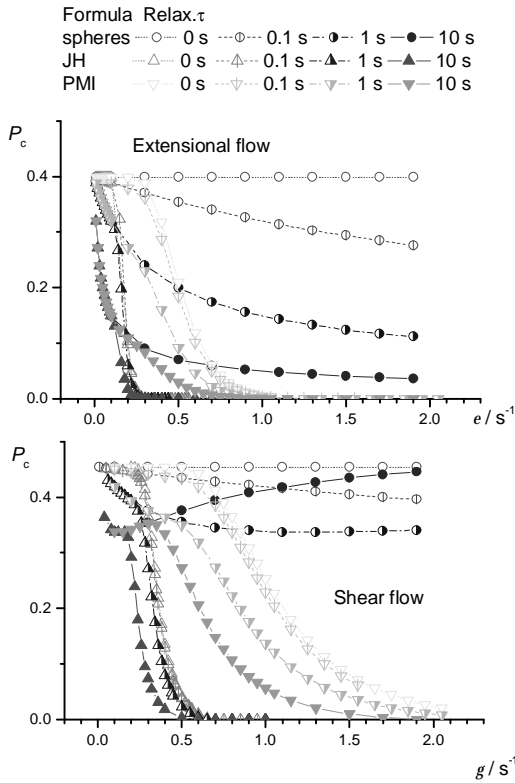 Formula Relax.τ
spheres 0 s 0.1 s 1 s 10 s
JH 0 s 0.1 s 1 s 10 s
PMI 0 s 0.1 s 1 s 10 s
Pc
Extensional flow
0.4
0.2
0.0
0.0 0.5 1.0 1.5 2.0
e / s-1
Pc
0.4
0.2
Shear flow
0.0
0.0 0.5 1.0 1.5 2.0
g / s-1